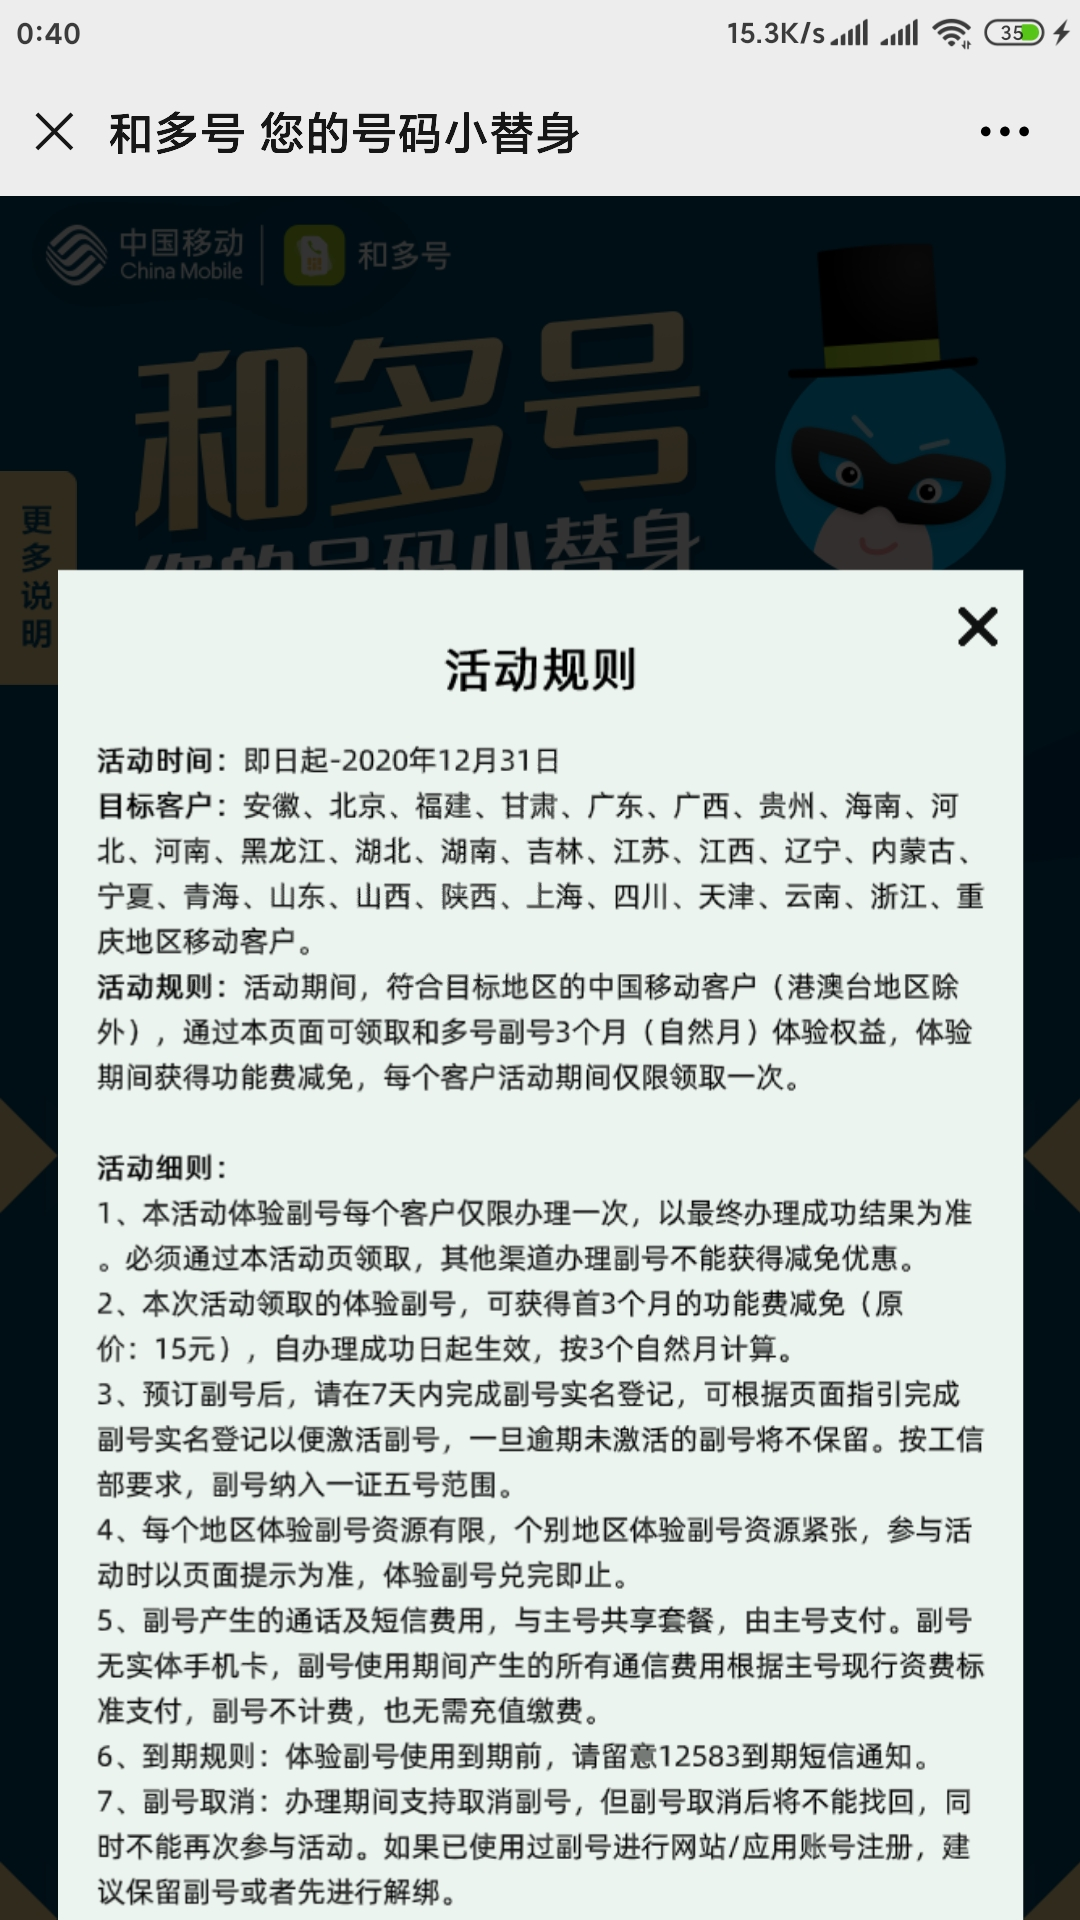 0:40
15.3K/s
35
和多号 您的号码小替身
中国移动
China Mobile
和多号
和多号
您的号码小替身
更多说明
活动规则
活动时间：即日起-2020年12月31日
目标客户：安徽、北京、福建、甘肃、广东、广西、贵州、海南、河
北、河南、黑龙江、湖北、湖南、吉林、江苏、江西、辽宁、内蒙古、
宁夏、青海、山东、山西、陕西、上海、四川、天津、云南、浙江、重
庆地区移动客户。
活动规则：活动期间，符合目标地区的中国移动客户（港澳台地区除
外），通过本页面可领取和多号副号3个月（自然月）体验权益，体验
期间获得功能费减免，每个客户活动期间仅限领取一次。
活动细则：
1、本活动体验副号每个客户仅限办理一次，以最终办理成功结果为准
。必须通过本活动页领取，其他渠道办理副号不能获得减免优惠。
2、本次活动领取的体验副号，可获得首3个月的功能费减免（原
价：15元），自办理成功日起生效，按3个自然月计算。
3、预订副号后，请在7天内完成副号实名登记，可根据页面指引完成
副号实名登记以便激活副号，一旦逾期未激活的副号将不保留。按工信
部要求，副号纳入一证五号范围。
4、每个地区体验副号资源有限，个别地区体验副号资源紧张，参与活
动时以页面提示为准，体验副号兑完即止。
5、副号产生的通话及短信费用，与主号共享套餐，由主号支付。副号
无实体手机卡，副号使用期间产生的所有通信费用根据主号现行资费标
准支付，副号不计费，也无需充值缴费。
6、到期规则：体验副号使用到期前，请留意12583到期短信通知。
7、副号取消：办理期间支持取消副号，但副号取消后将不能找回，同
时不能再次参与活动。如果已使用过副号进行网站/应用账号注册，建
议保留副号或者先进行解绑。